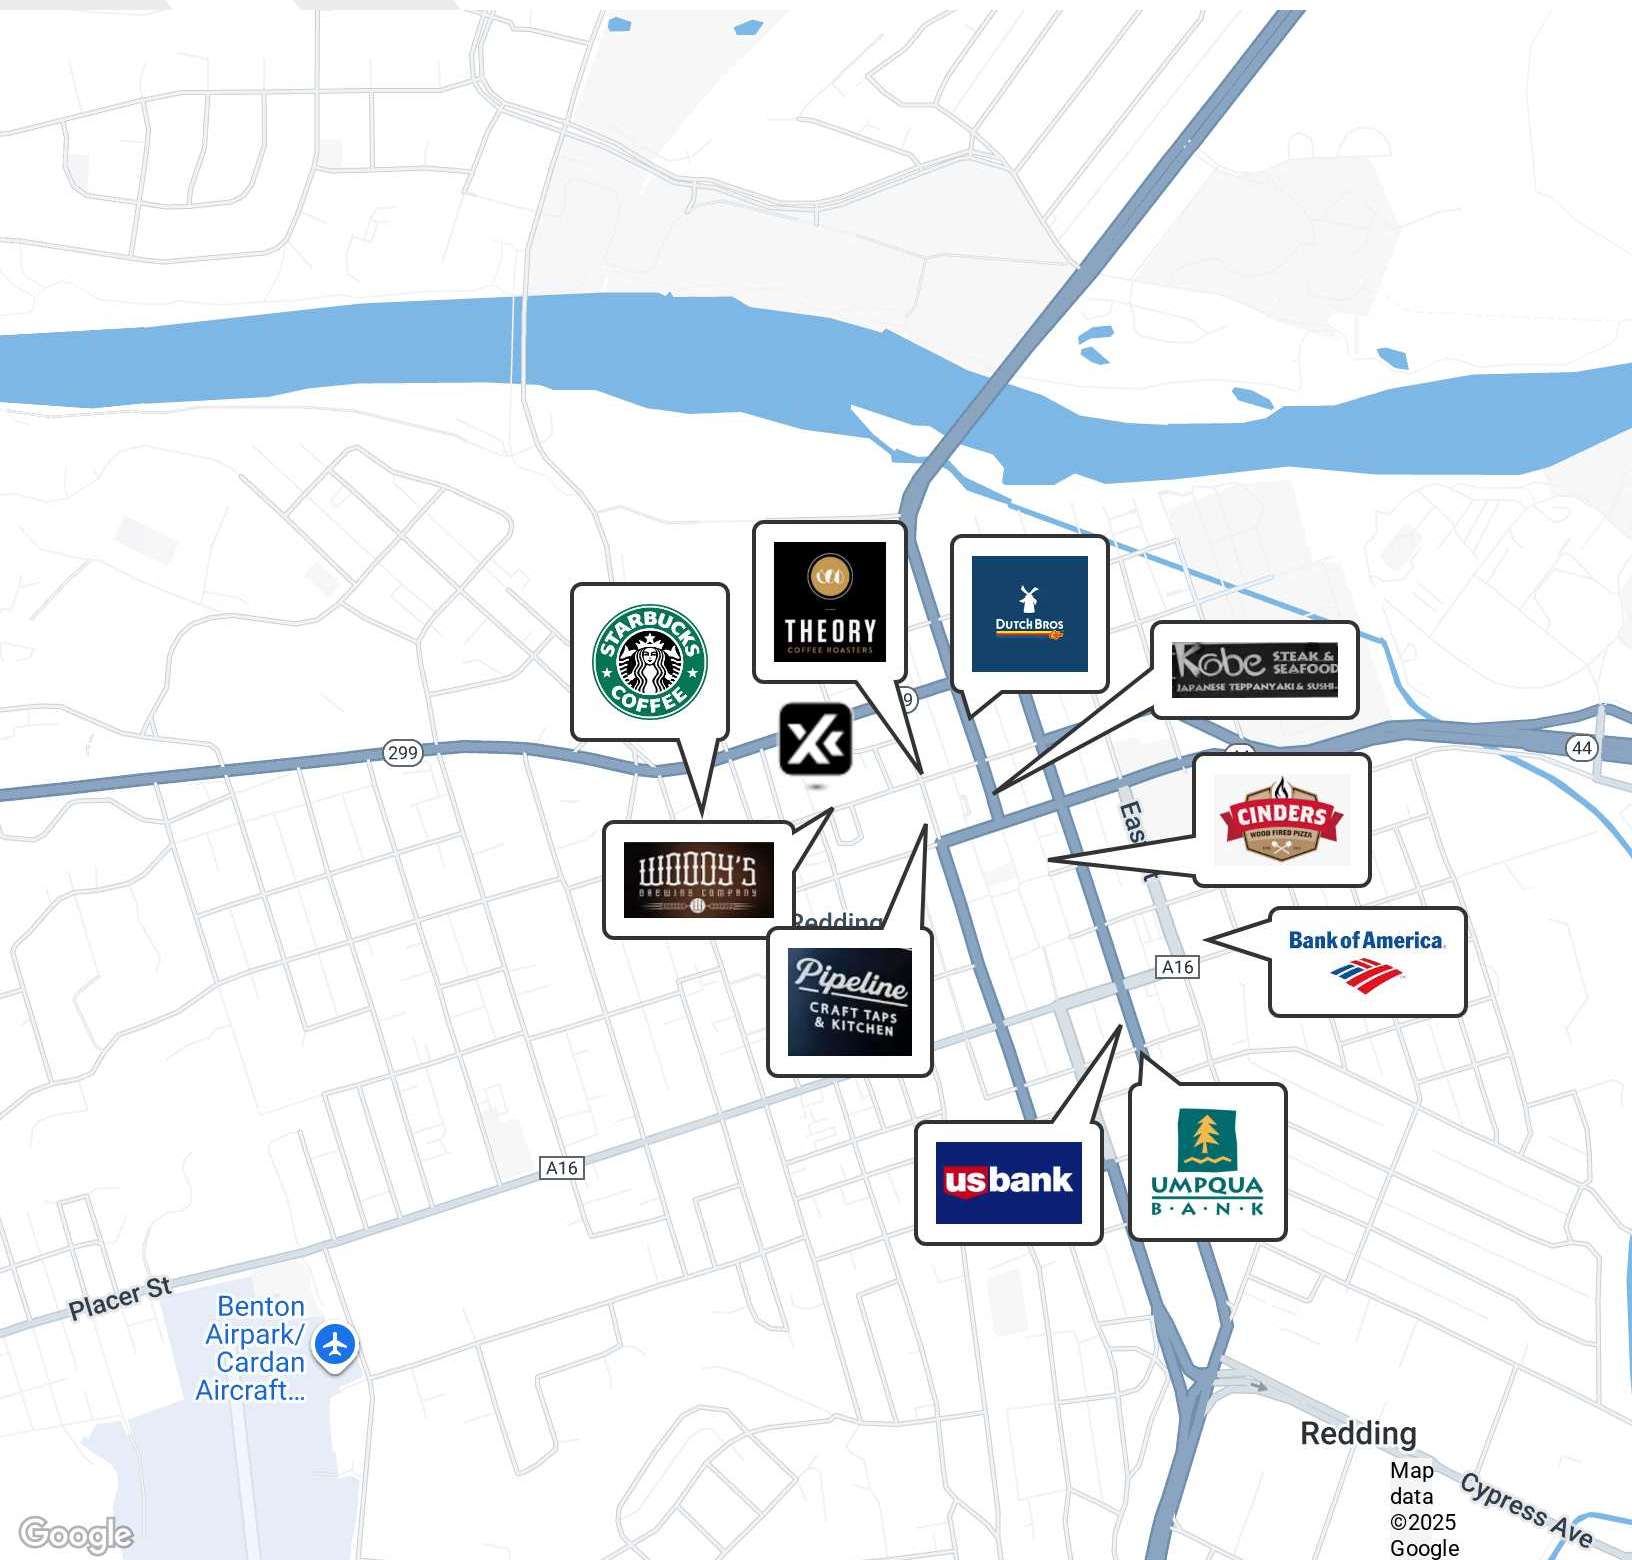 THEORY
COFFEE ROASTERS
DUTCH BROS
STARBUCKS
COFFEE
Kobe STEAK &
SEAFOOD
JAPANESE TEPPANYAKI & SUSHI
9
299
44
CINDERS
WOOD FIRED PIZZA
WOODY'S
BREWING COMPANY
W
Redding
Bank of America
A16
Pipeline
CRAFT TAPS
& KITCHEN
usbank
UMPQUA
B·A·N·K
A16
Placer St
Benton
Airpark/
Cardan
Aircraft...
Redding
Cypress Ave
Map
data
©2025
Google
Google